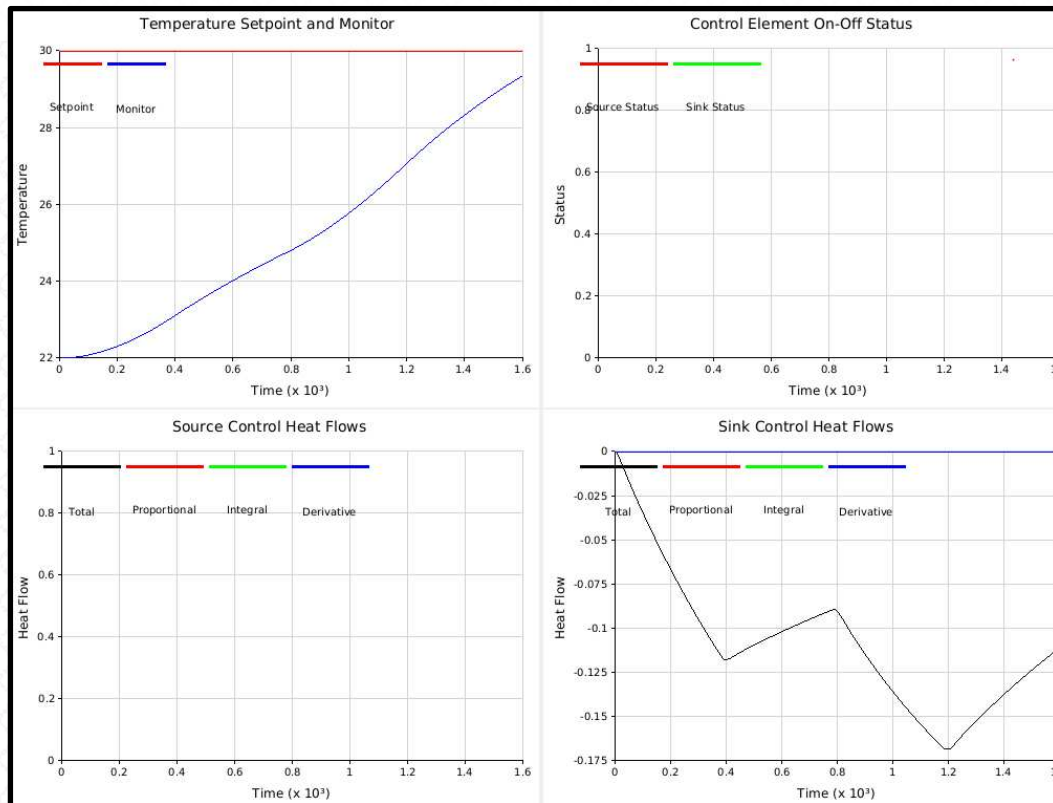 Temperature Setpoint and Monitor
30
28
26
24
22
Temperature
Setpoint
Monitor
0 0.2 0.4 0.6 0.8 1 1.2 1.4 1.6
Time (x 10³)
Control Element On-Off Status
1
0.8
0.6
0.4
0.2
0
Status
Source Status
Sink Status
0 0.2 0.4 0.6 0.8 1 1.2 1.4
Time (x 10³)
Source Control Heat Flows
1
0.8
0.6
0.4
0.2
0
Heat Flow
Total
Proportional
Integral
Derivative
0 0.2 0.4 0.6 0.8 1 1.2 1.4 1.6
Time (x 10³)
Sink Control Heat Flows
0
-0.025
-0.05
-0.075
-0.1
-0.125
-0.15
-0.175
Heat Flow
Total
Proportional
Integral
Derivative
0 0.2 0.4 0.6 0.8 1 1.2 1.4
Time (x 10³)